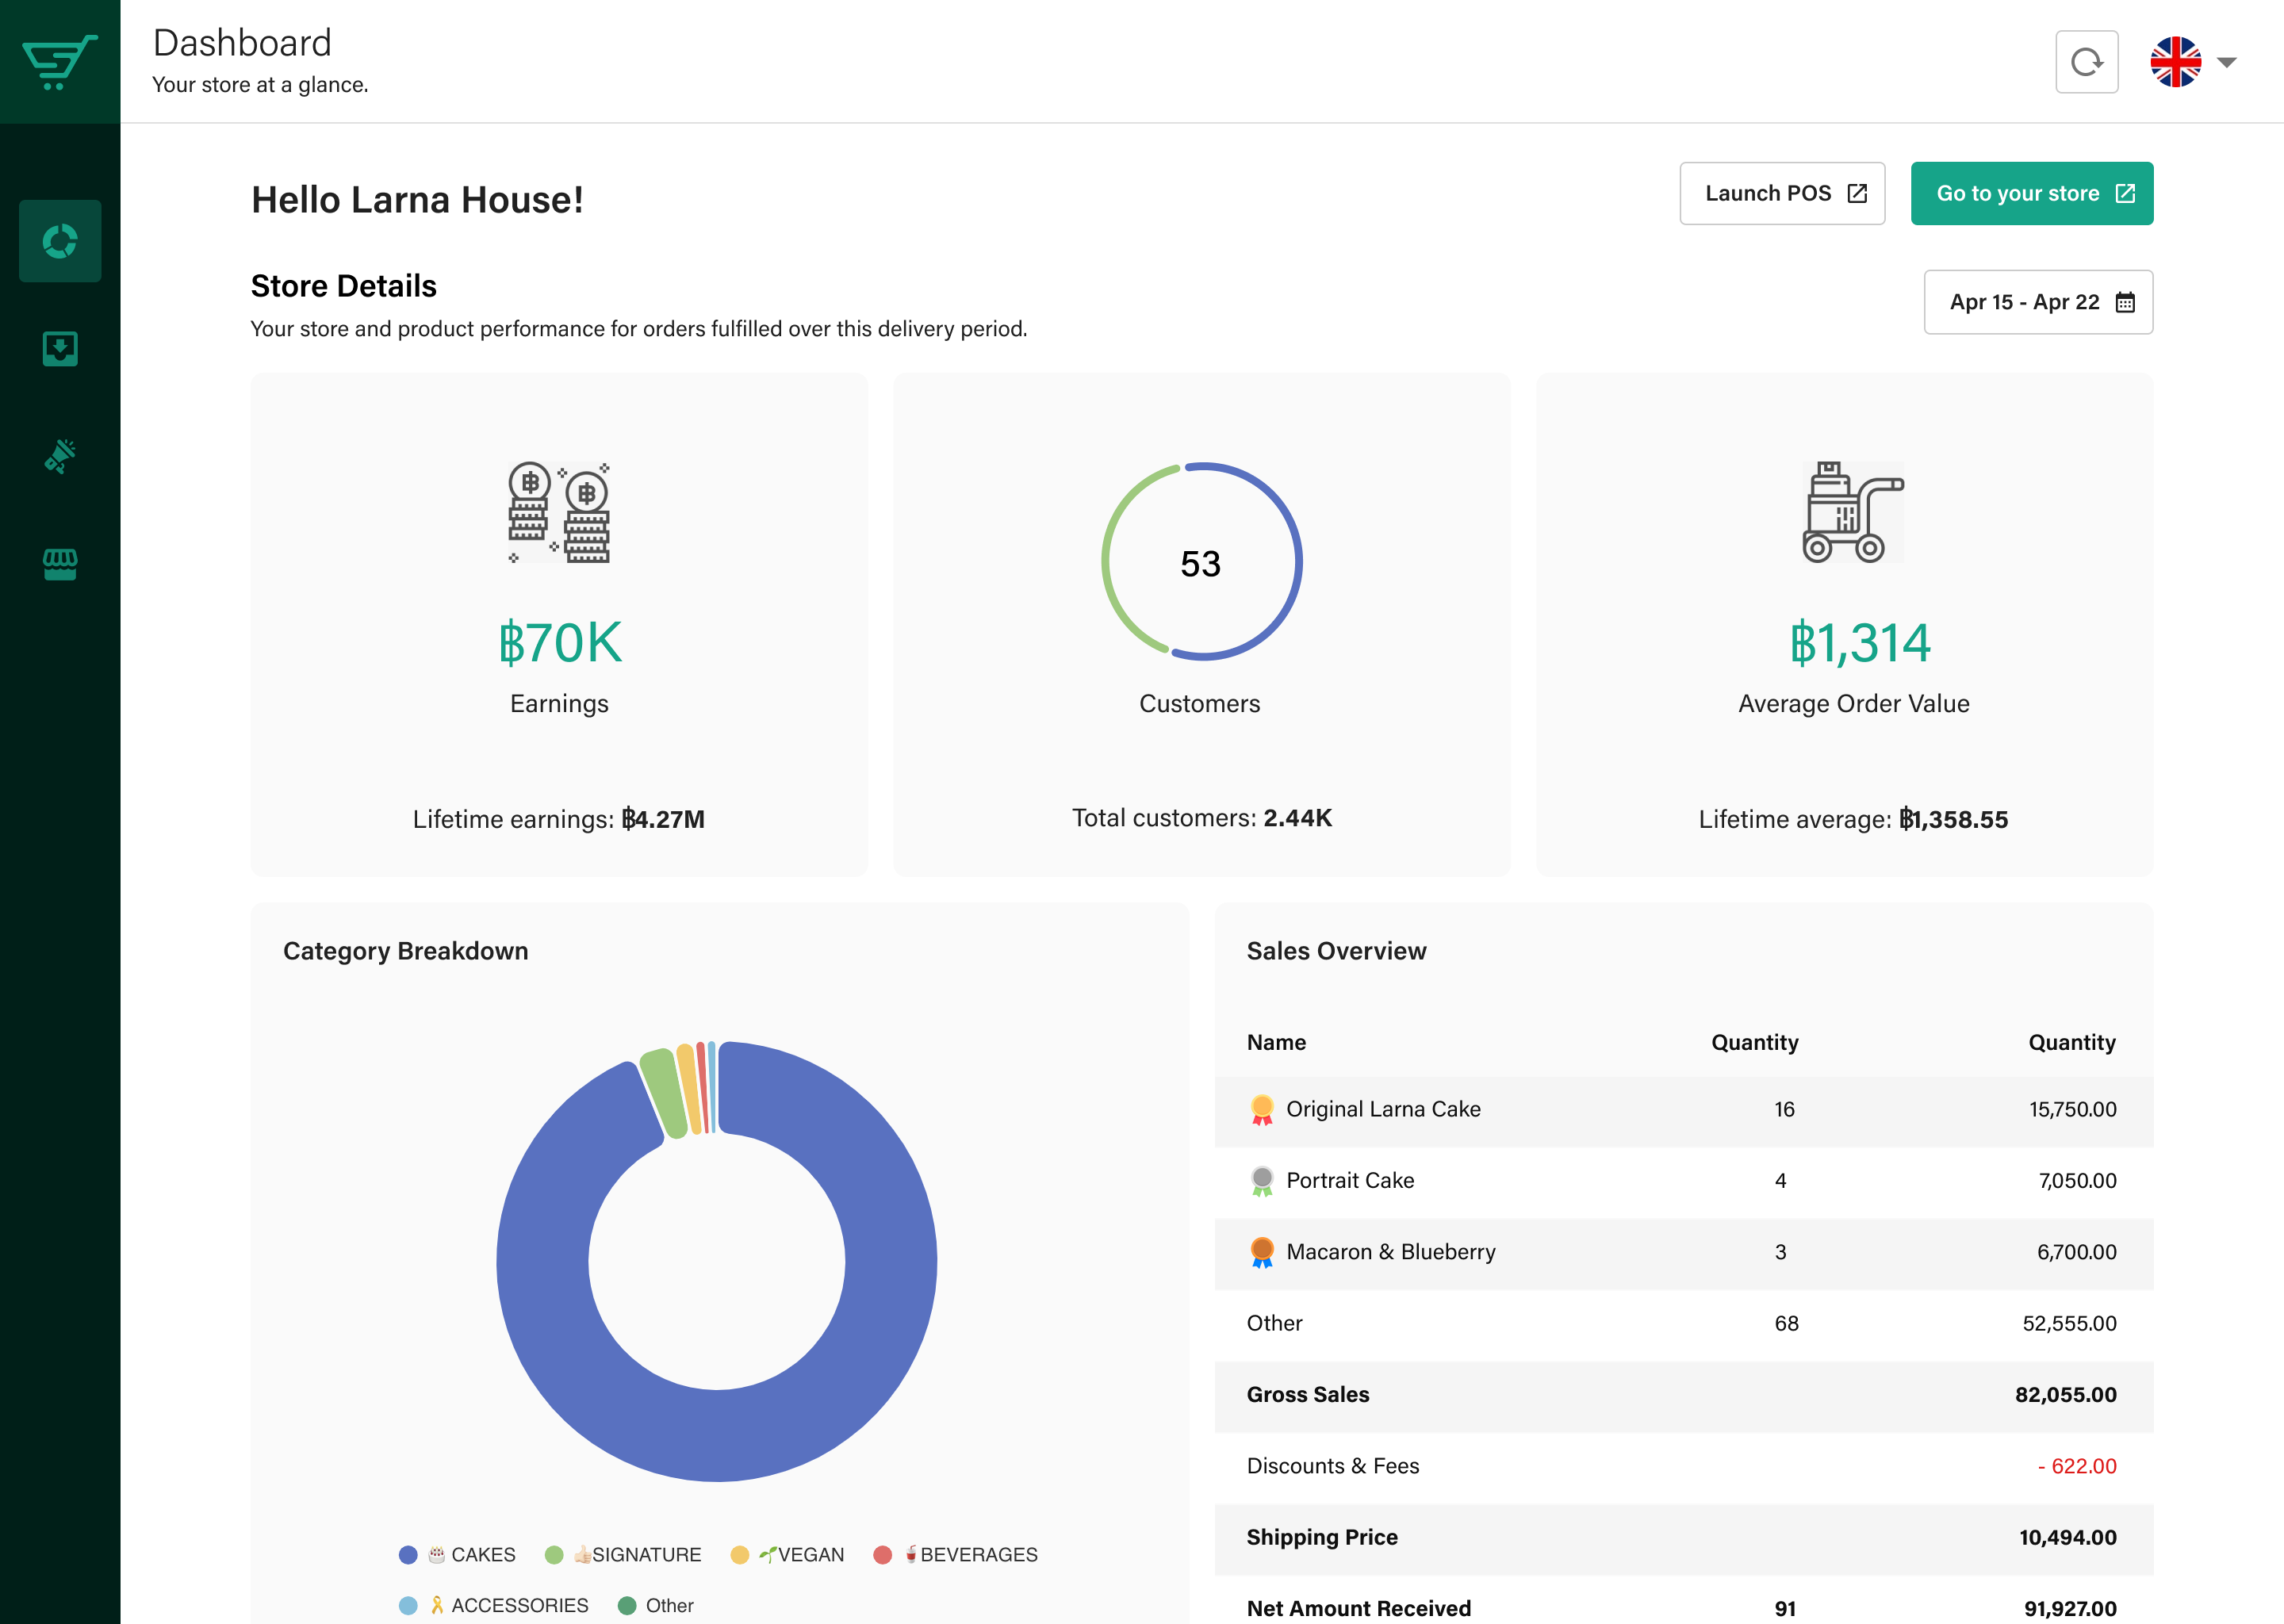 Dashboard
Your store at a glance.
Hello Larna House!
Launch POS
Go to your store
Store Details
Your store and product performance for orders fulfilled over this delivery period.
Apr 15 - Apr 22
฿70K
Earnings
Lifetime earnings: ฿4.27M
53
Customers
Total customers: 2.44K
฿1,314
Average Order Value
Lifetime average: ฿1,358.55
Category Breakdown
🎂 CAKES 👍🏻SIGNATURE 🌱VEGAN 🥤BEVERAGES
🎗️ ACCESSORIES Other
Sales Overview
Name Quantity Quantity
Original Larna Cake 16 15,750.00
Portrait Cake 4 7,050.00
Macaron & Blueberry 3 6,700.00
Other 68 52,555.00
Gross Sales 82,055.00
Discounts & Fees - 622.00
Shipping Price 10,494.00
Net Amount Received 91 91,927.00